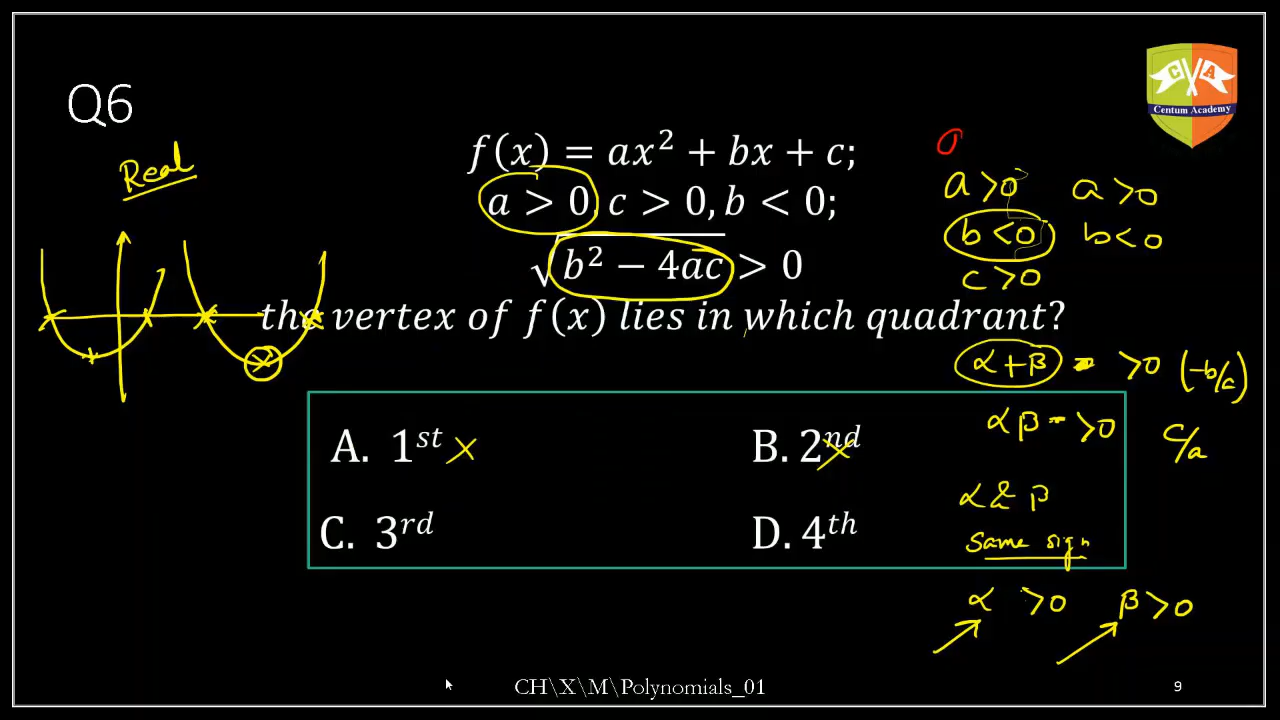 Q6
C A
Centum Academy
Real
f(x) = ax² + bx + c;
a > 0, c > 0, b < 0;
√b² − 4ac > 0
the vertex of f(x) lies in which quadrant?
a >0 a >0
b <0 b <0
c >0
α + β >0 (-b/a)
αβ = >0 c/a
A. 1st x
B. 2nd x
C. 3rd
D. 4th
α & β
same sign
α >0 β >0
CH\X\M\Polynomials_01
9